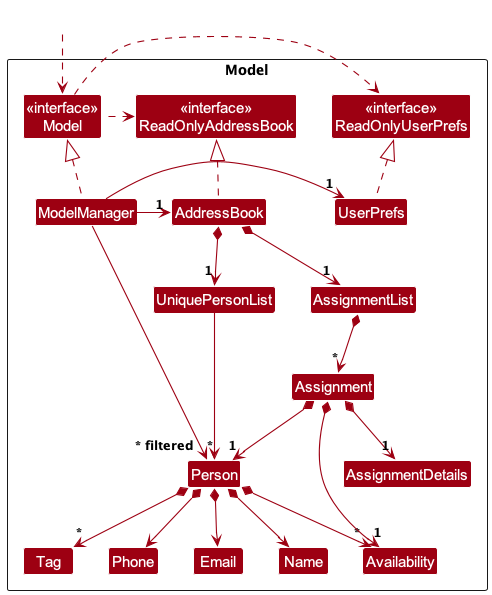 Model
«interface»
Model
«interface»
ReadOnlyAddressBook
«interface»
ReadOnlyUserPrefs
ModelManager
1
AddressBook
1
UserPrefs
1
1
UniquePersonList
AssignmentList
*
Assignment
* filtered
*
1
1
Person
AssignmentDetails
*
*
1
Tag
Phone
Email
Name
Availability